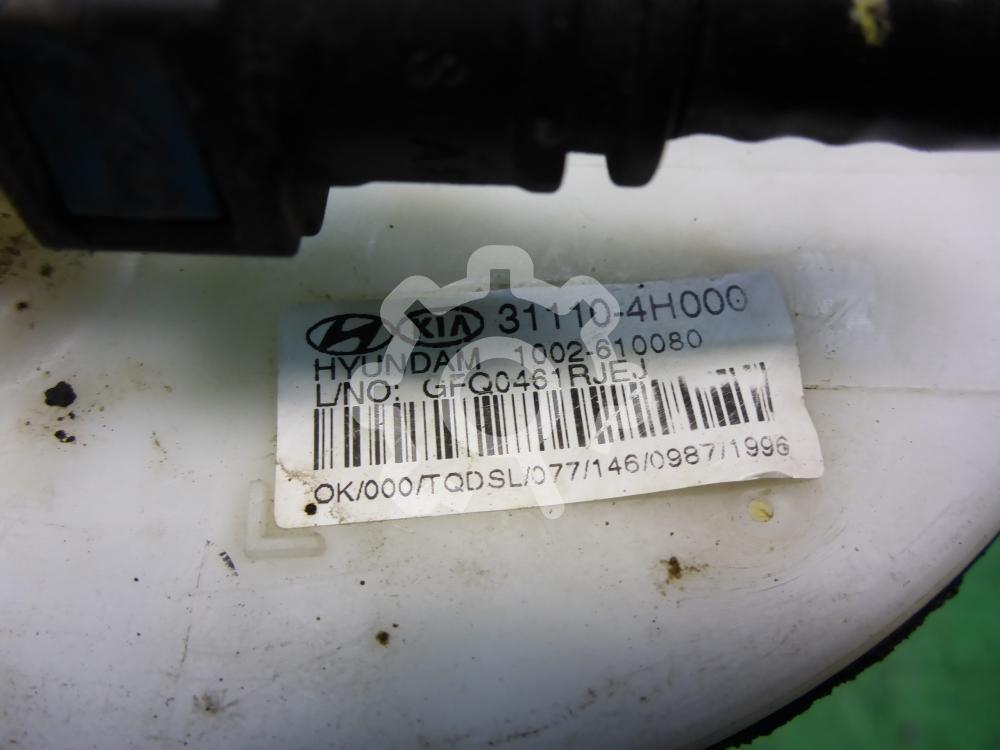 KIA 31110-4H000
HYUNDAM 1002-610080
L/NO: GFQ0461RJEJ
OK/000/TQDSL/077/146/0987/1996
L